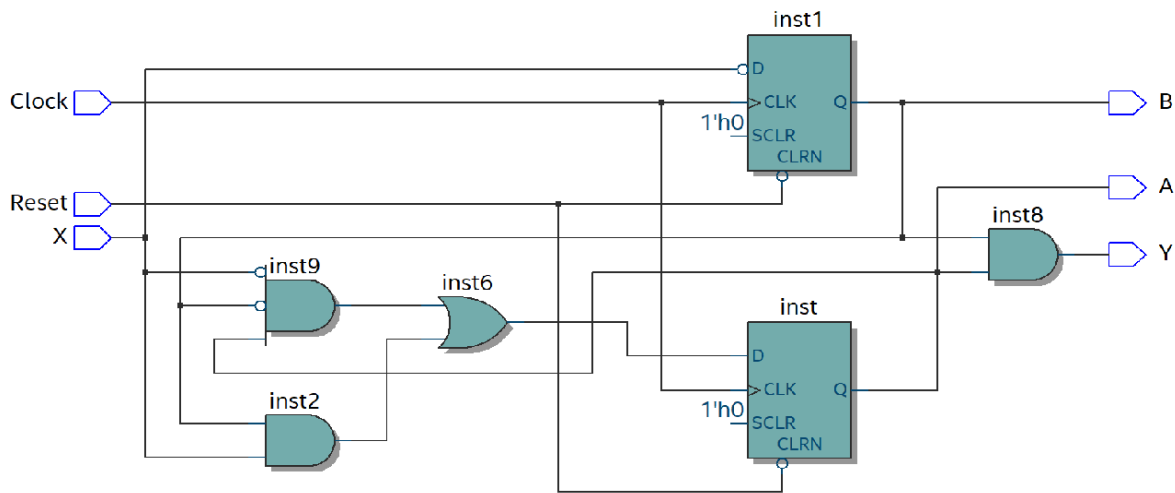 inst1
D
Clock
CLK
Q
B
1'h0
SCLR
CLRN
A
Reset
inst8
X
Y
inst9
inst6
inst
D
CLK
Q
inst2
1'h0
SCLR
CLRN